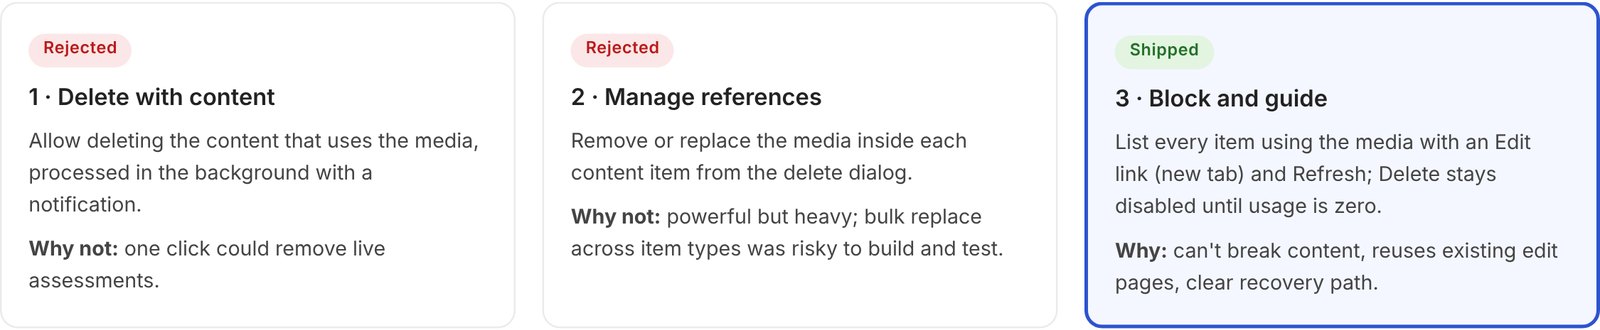 Rejected
1 · Delete with content
Allow deleting the content that uses the media,
processed in the background with a
notification.
Why not: one click could remove live
assessments.
Rejected
2 · Manage references
Remove or replace the media inside each
content item from the delete dialog.
Why not: powerful but heavy; bulk replace
across item types was risky to build and test.
Shipped
3 · Block and guide
List every item using the media with an Edit
link (new tab) and Refresh; Delete stays
disabled until usage is zero.
Why: can't break content, reuses existing edit
pages, clear recovery path.